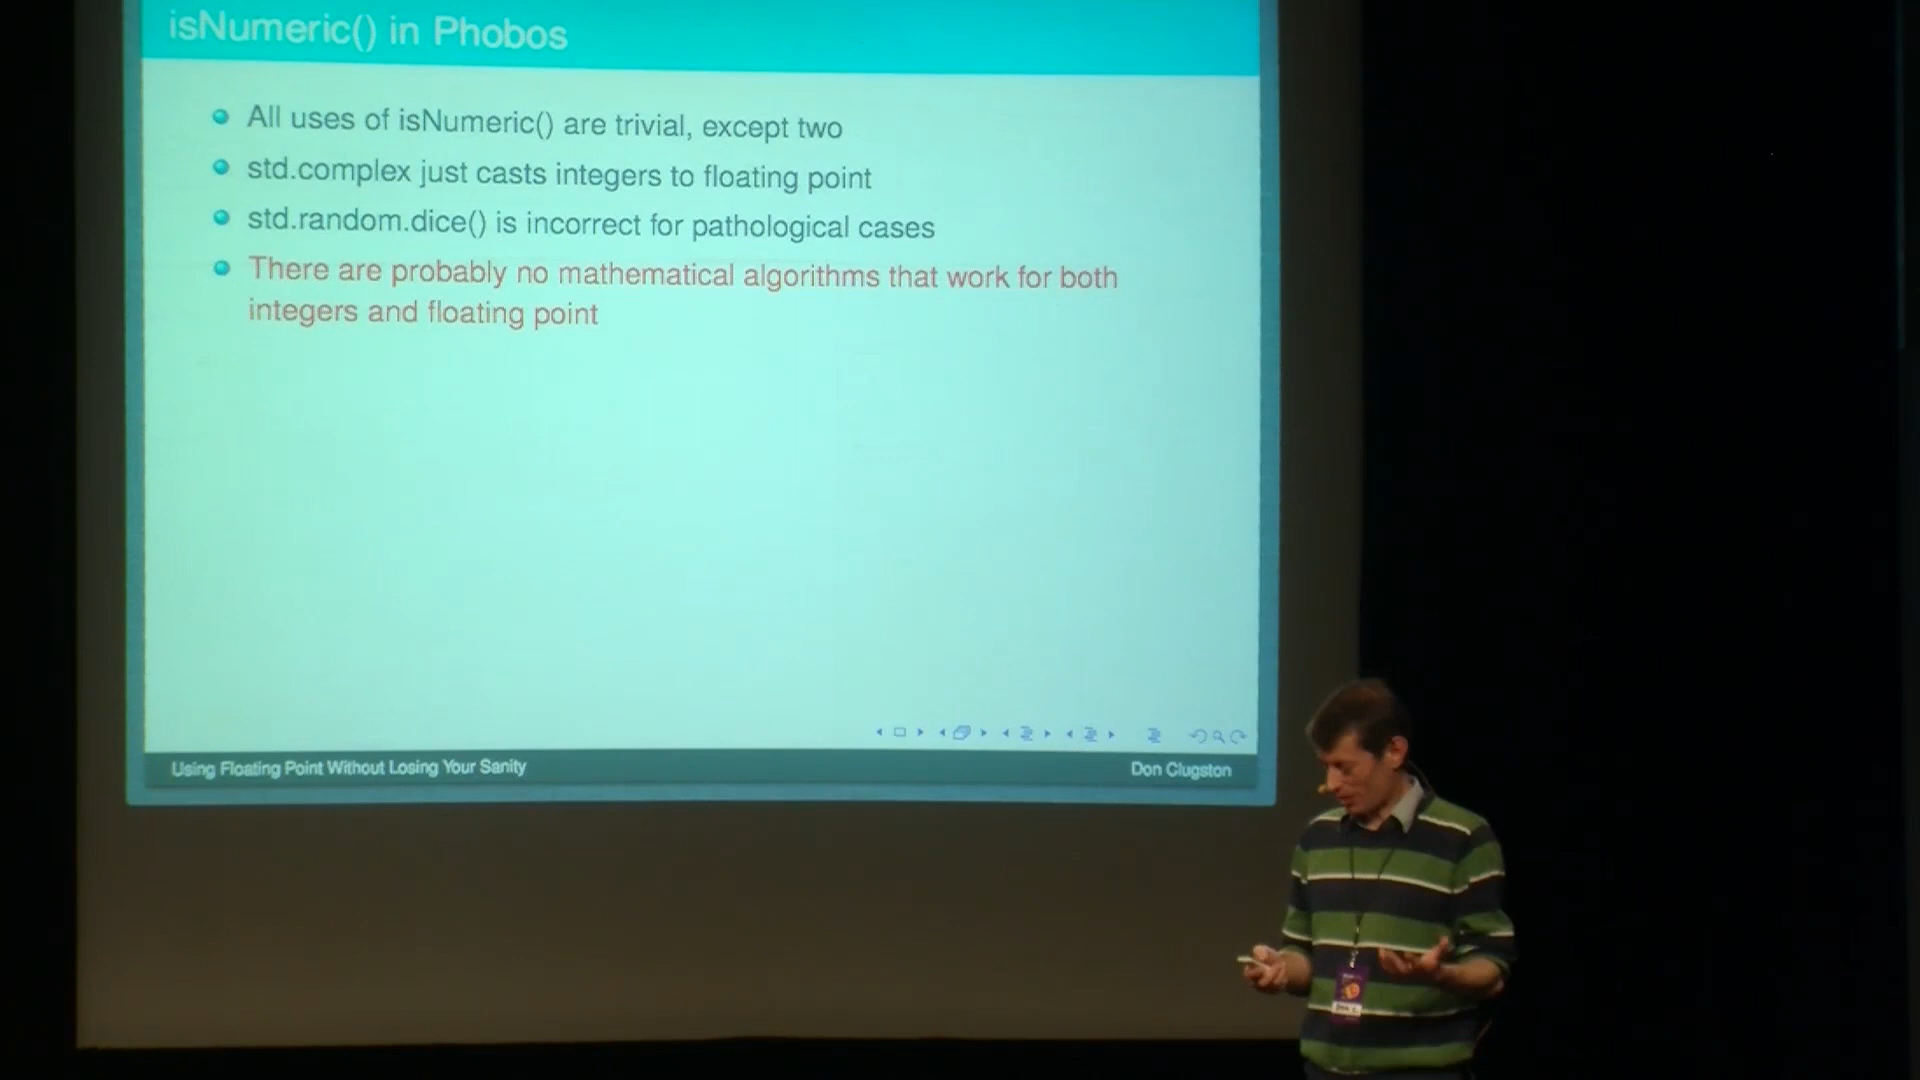 isNumeric() in Phobos
All uses of isNumeric() are trivial, except two
std.complex just casts integers to floating point
std.random.dice() is incorrect for pathological cases
There are probably no mathematical algorithms that work for both
integers and floating point
Using Floating Point Without Losing Your Sanity
Don Clugston